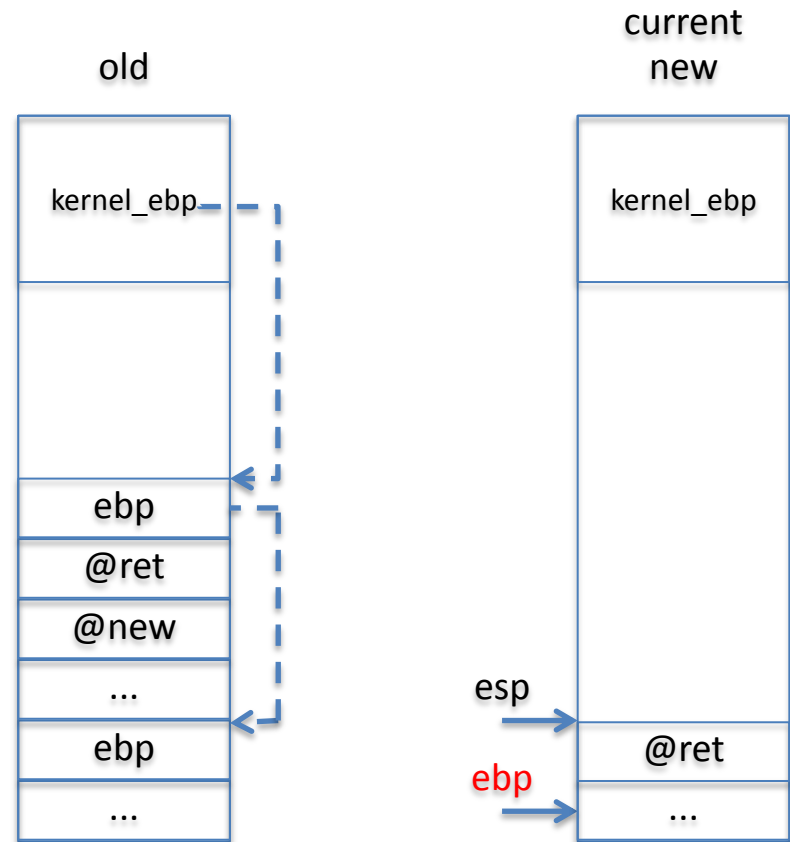 old
kernel_ebp
ebp
@ret
@new
...
ebp
...
current
new
kernel_ebp
esp
@ret
ebp
...